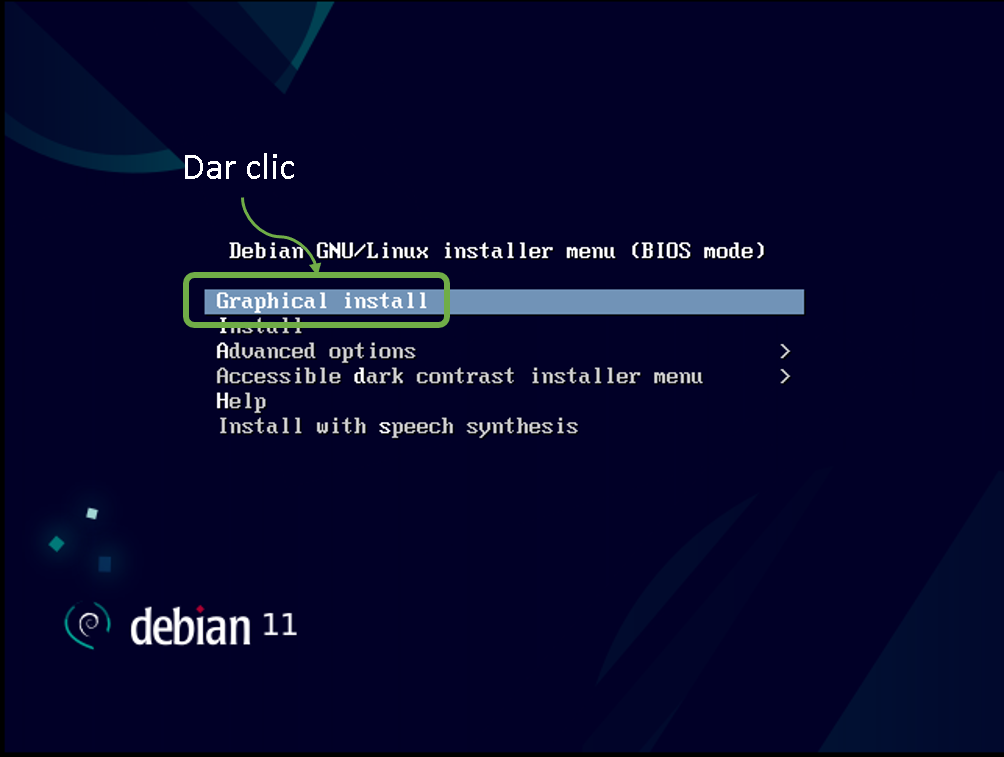 Dar clic
Debian GNU/Linux installer menu (BIOS mode)
Graphical install
Install
Advanced options >
Accessible dark contrast installer menu >
Help
Install with speech synthesis
debian 11